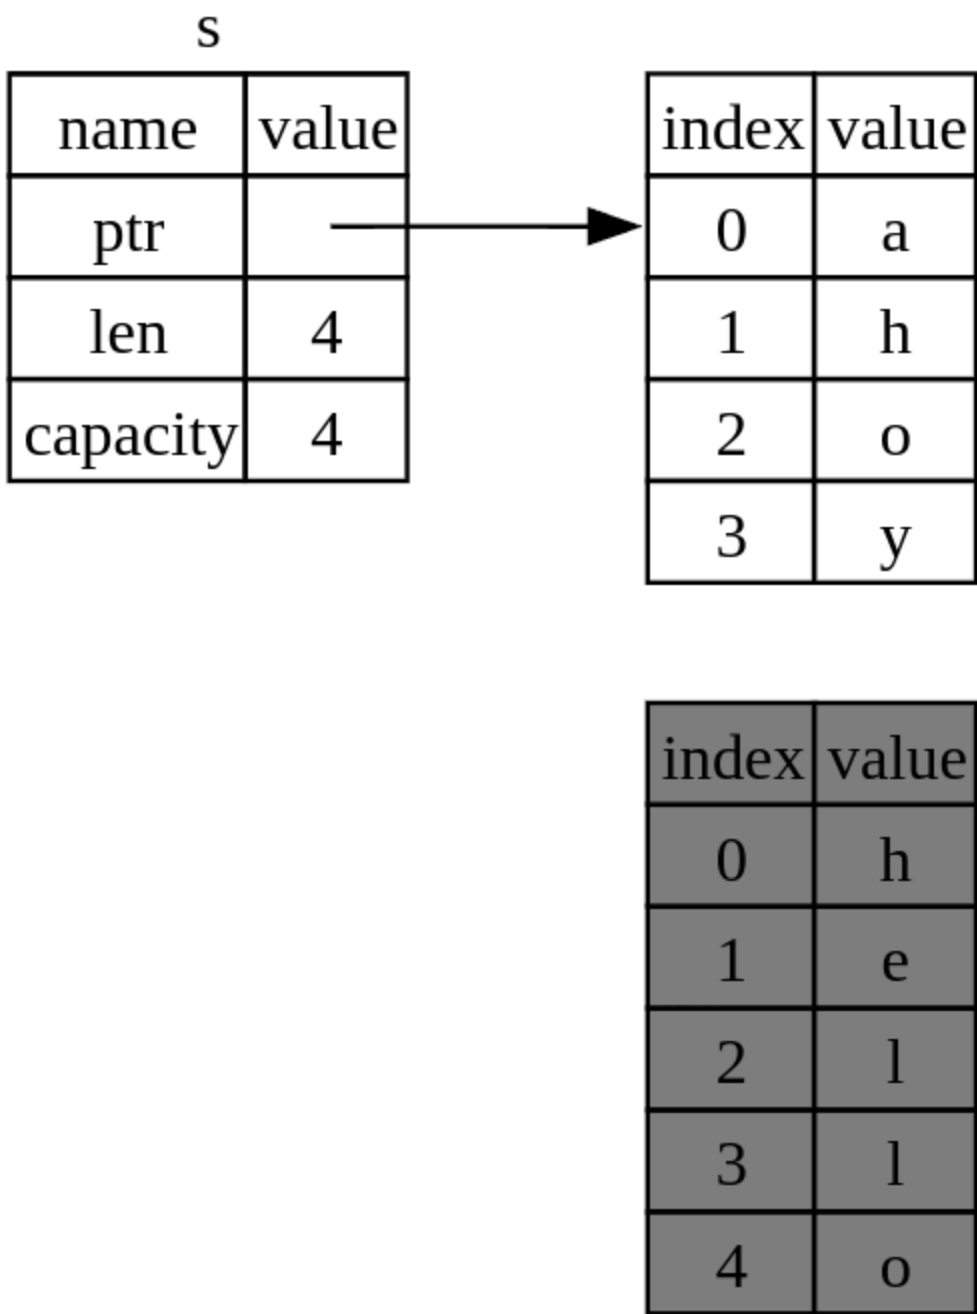 s
name value
ptr
len 4
capacity 4
index value
0 a
1 h
2 o
3 y
index value
0 h
1 e
2 l
3 l
4 o